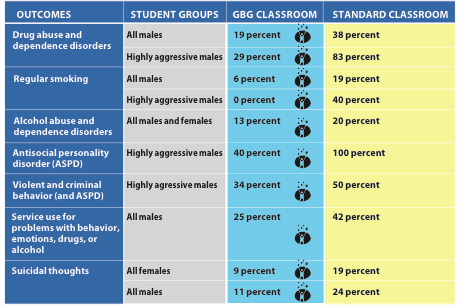 OUTCOMES STUDENT GROUPS GBG CLASSROOM STANDARD CLASSROOM
Drug abuse and All males 19 percent 38 percent
dependence disorders
Highly aggressive males 29 percent 83 percent
Regular smoking All males 6 percent 19 percent
Highly aggressive males 0 percent 40 percent
Alcohol abuse and All males and females 13 percent 20 percent
dependence disorders
Antisocial personality Highly aggressive males 40 percent 100 percent
disorder (ASPD)
Violent and criminal Highly agressive males 34 percent 50 percent
behavior (and ASPD)
Service use for All males 25 percent 42 percent
problems with behavior,
emotions, drugs, or
alcohol
Suicidal thoughts All females 9 percent 19 percent
All males 11 percent 24 percent